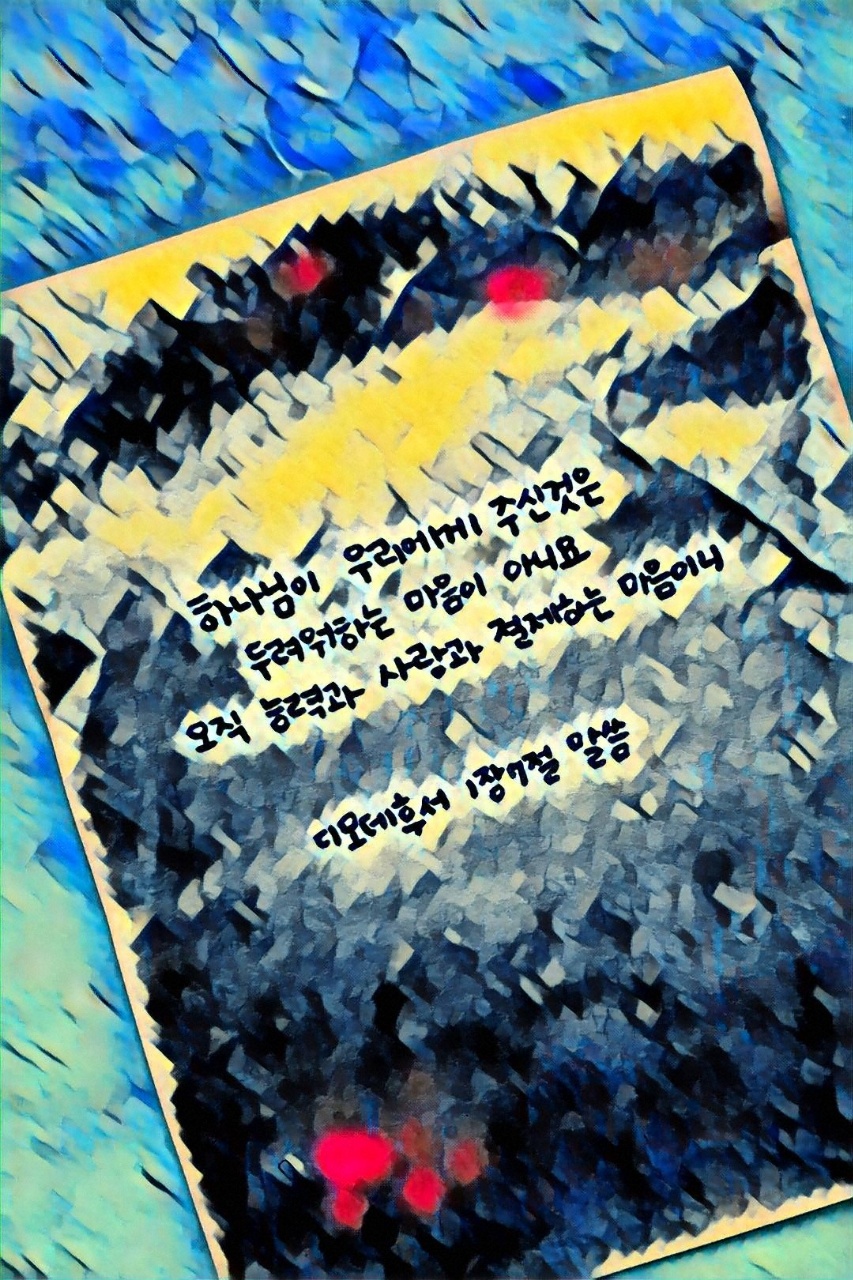 하나님이 우리에게 주신것은
두려워하는 마음이 아니요
오직 능력과 사랑과 절제하는 마음이니
디모데후서 1장7절 말씀